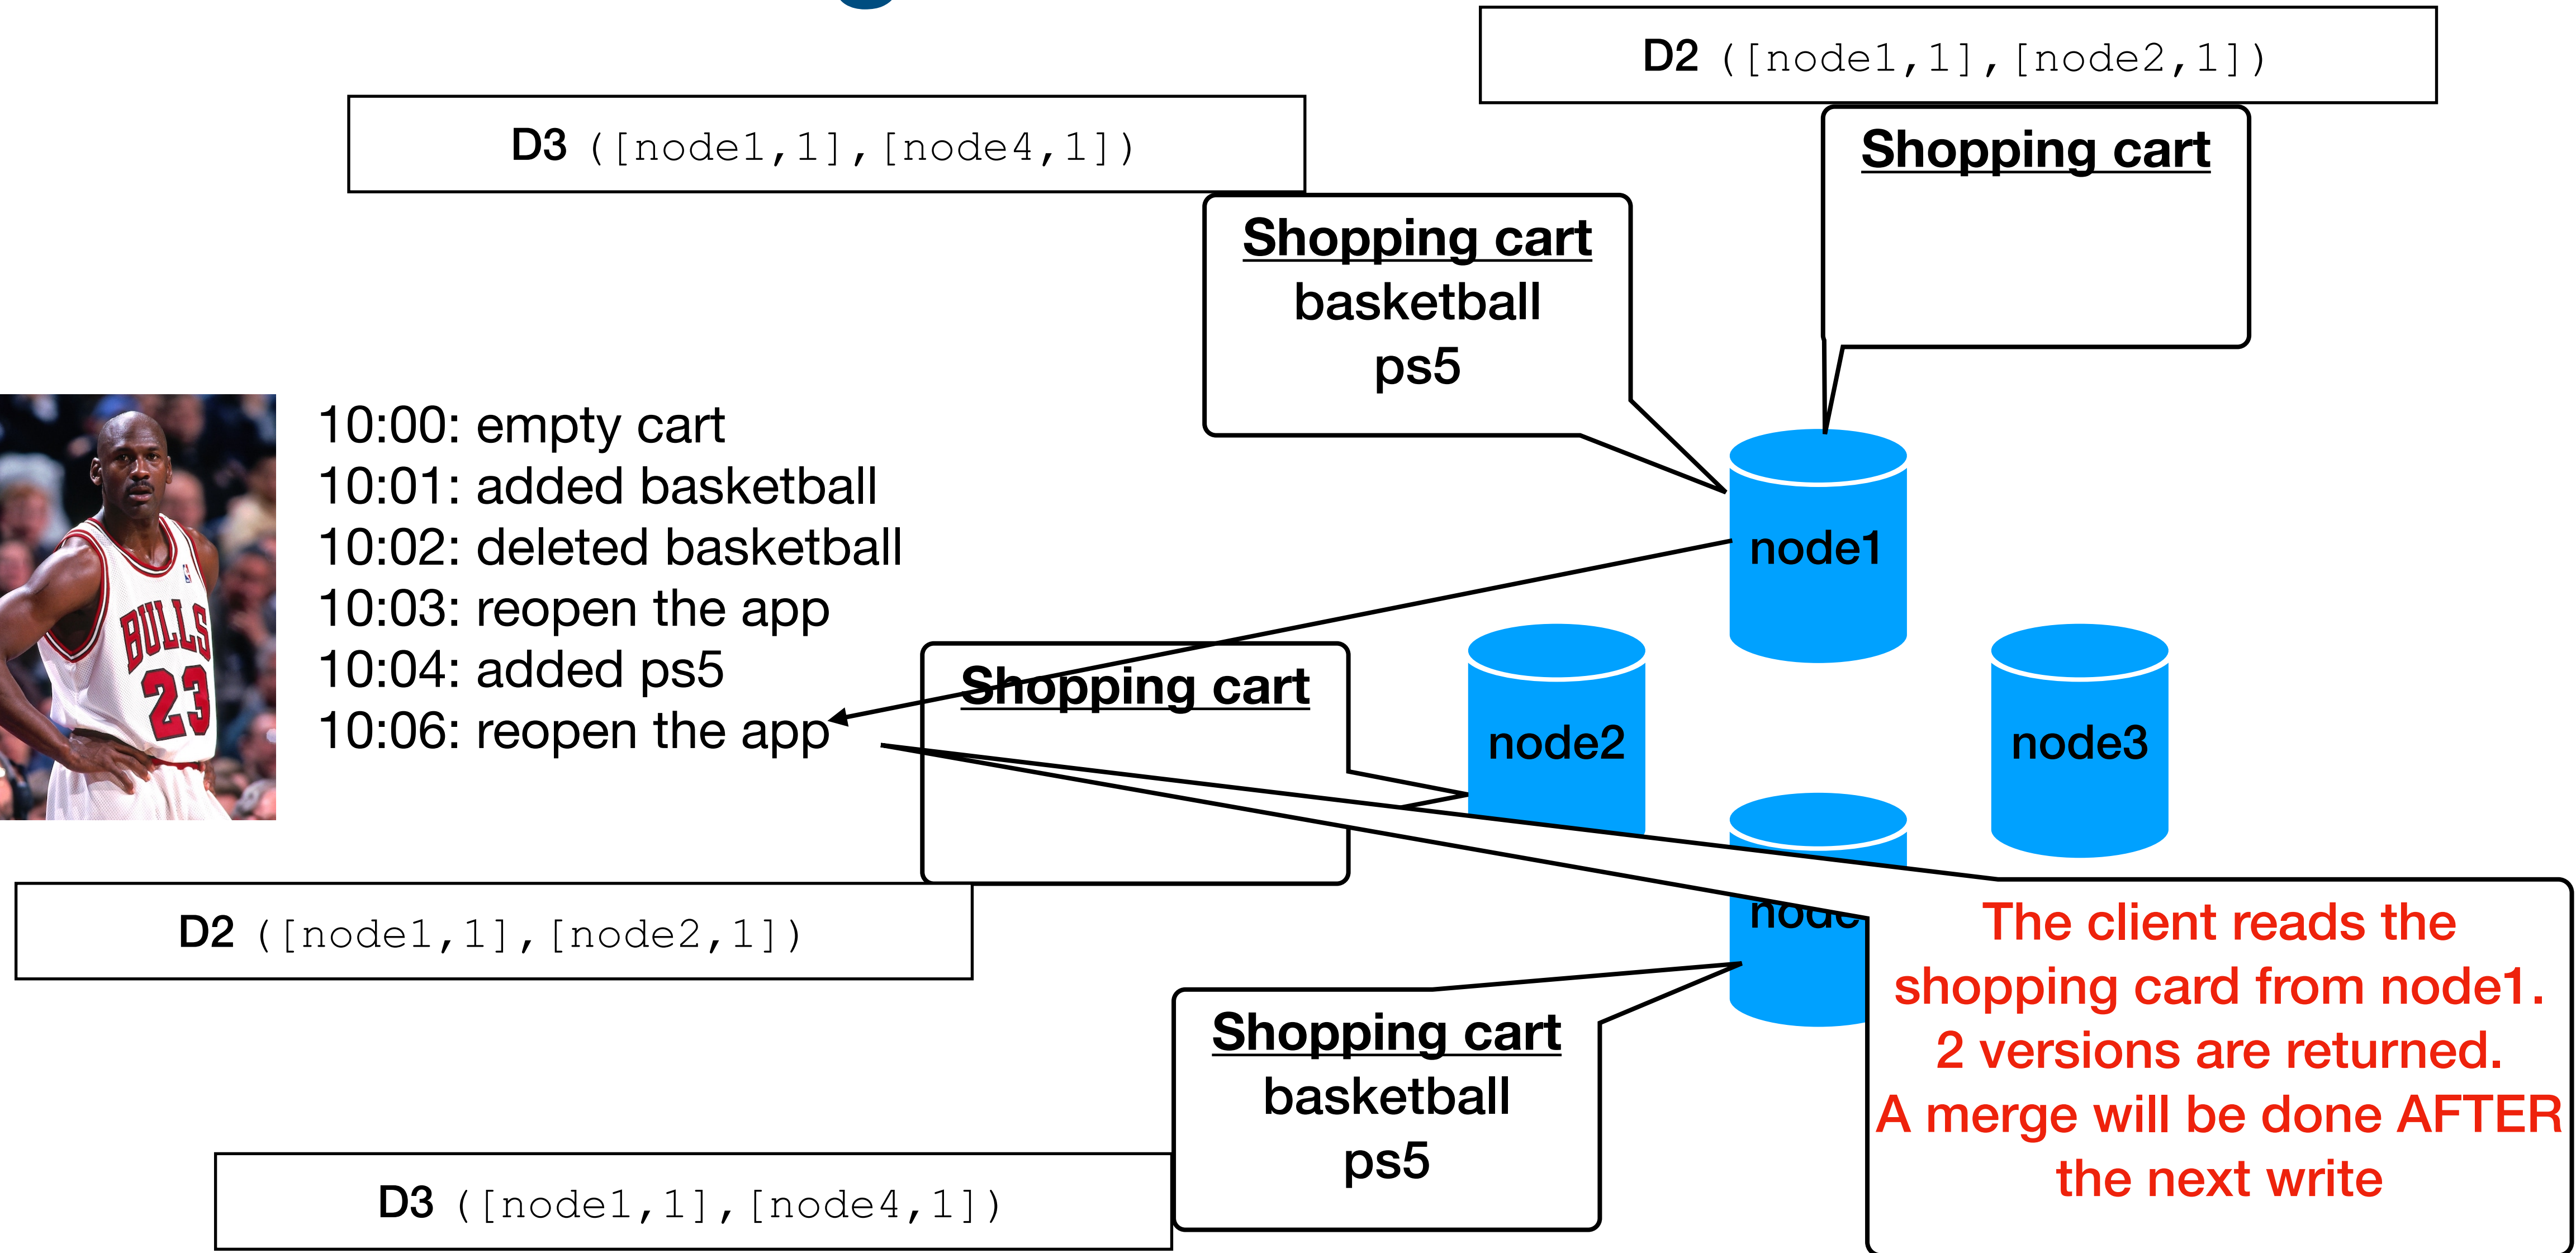 D2 ([node1,1],[node2,1])
D3 ([node1,1],[node4,1])
Shopping cart
Shopping cart
basketball
ps5
10:00: empty cart
10:01: added basketball
10:02: deleted basketball
10:03: reopen the app
10:04: added ps5
10:06: reopen the app
BULLS
23
node1
Shopping cart
node2
node3
D2 ([node1,1],[node2,1])
node
The client reads the
shopping card from node1.
2 versions are returned.
A merge will be done AFTER
the next write
Shopping cart
basketball
ps5
D3 ([node1,1],[node4,1])